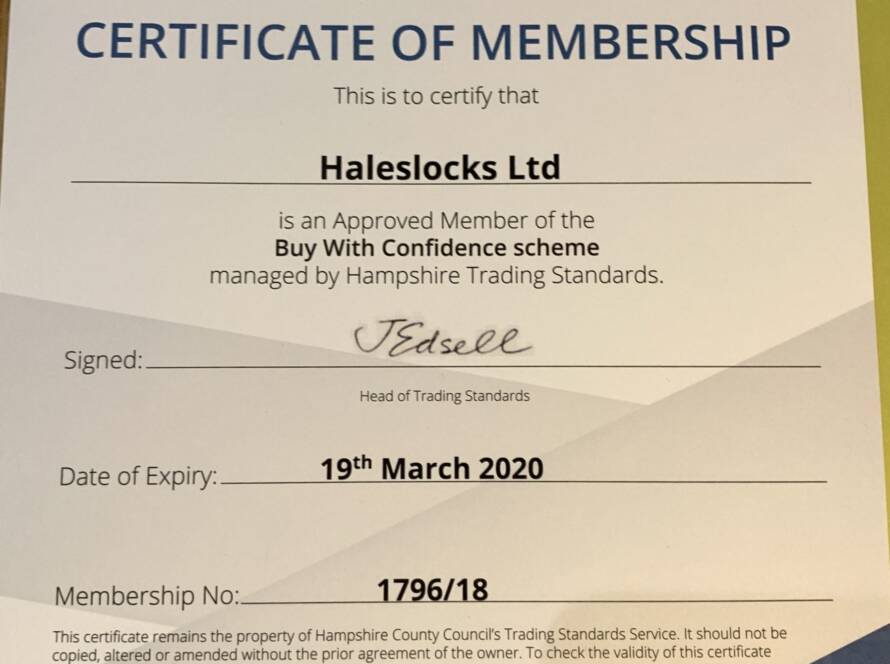 CERTIFICATE OF MEMBERSHIP
This is to certify that
Haleslocks Ltd
is an Approved Member of the
Buy With Confidence scheme
managed by Hampshire Trading Standards.
JEdsell
Signed:
Head of Trading Standards
Date of Expiry: 19th March 2020
Membership No: 1796/18
This certificate remains the property of Hampshire County Council's Trading Standards Service. It should not be
copied, altered or amended without the prior agreement of the owner. To check the validity of this certificate